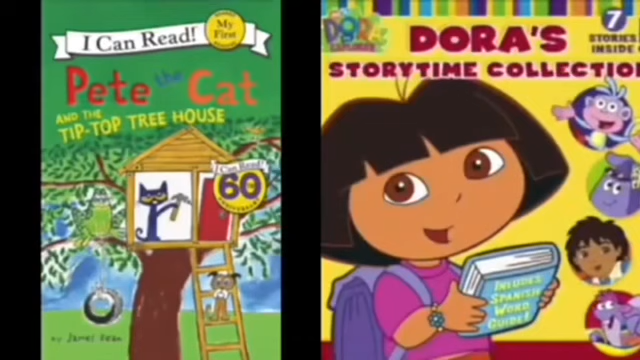 I Can Read!
My
First
Pete the Cat
AND THE
TIP-TOP TREE HOUSE
I Can Read!
60
by James Dean
DORA'S
STORYTIME COLLECTION
7
STORIES
INSIDE
INCLUDES
SPANISH
WORD
GUIDE!